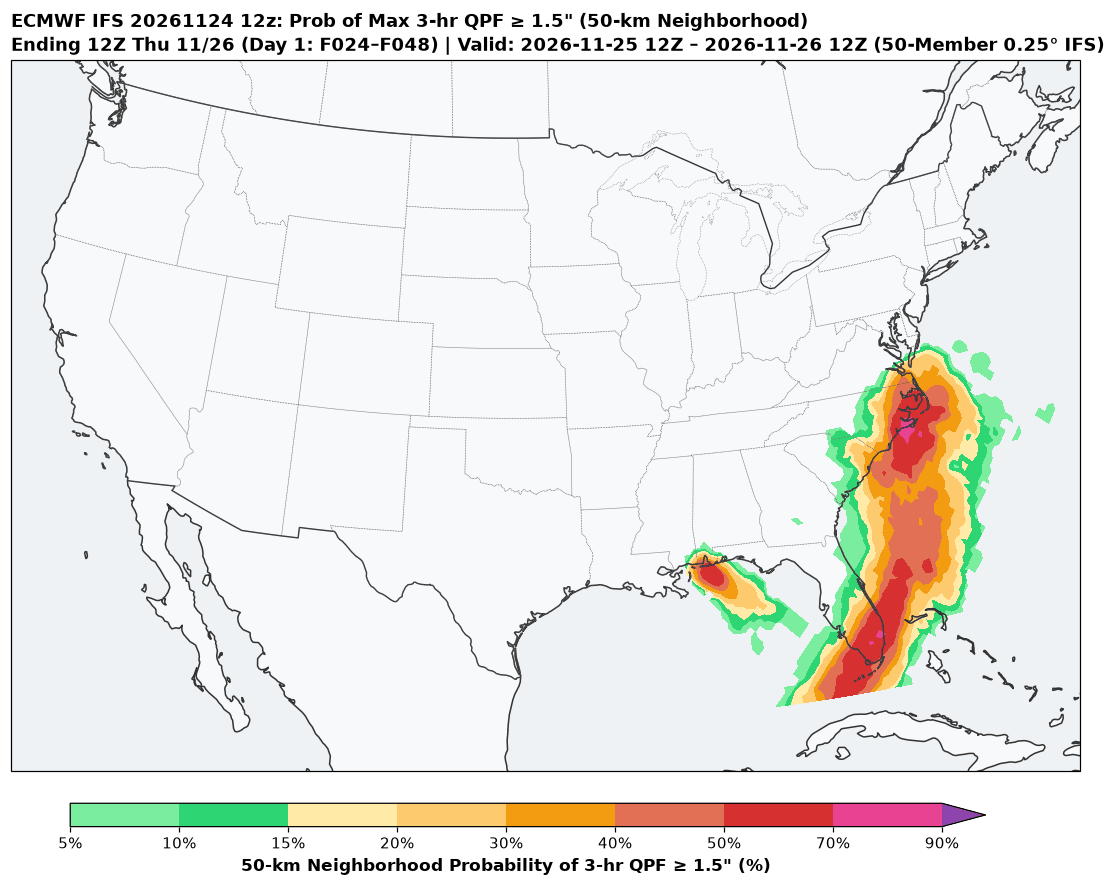 ECMWF IFS 20261124 12z: Prob of Max 3-hr QPF ≥ 1.5" (50-km Neighborhood)
Ending 12Z Thu 11/26 (Day 1: F024–F048) | Valid: 2026-11-25 12Z – 2026-11-26 12Z (50-Member 0.25° IFS)
5% 10% 15% 20% 30% 40% 50% 70% 90%
50-km Neighborhood Probability of 3-hr QPF ≥ 1.5" (%)